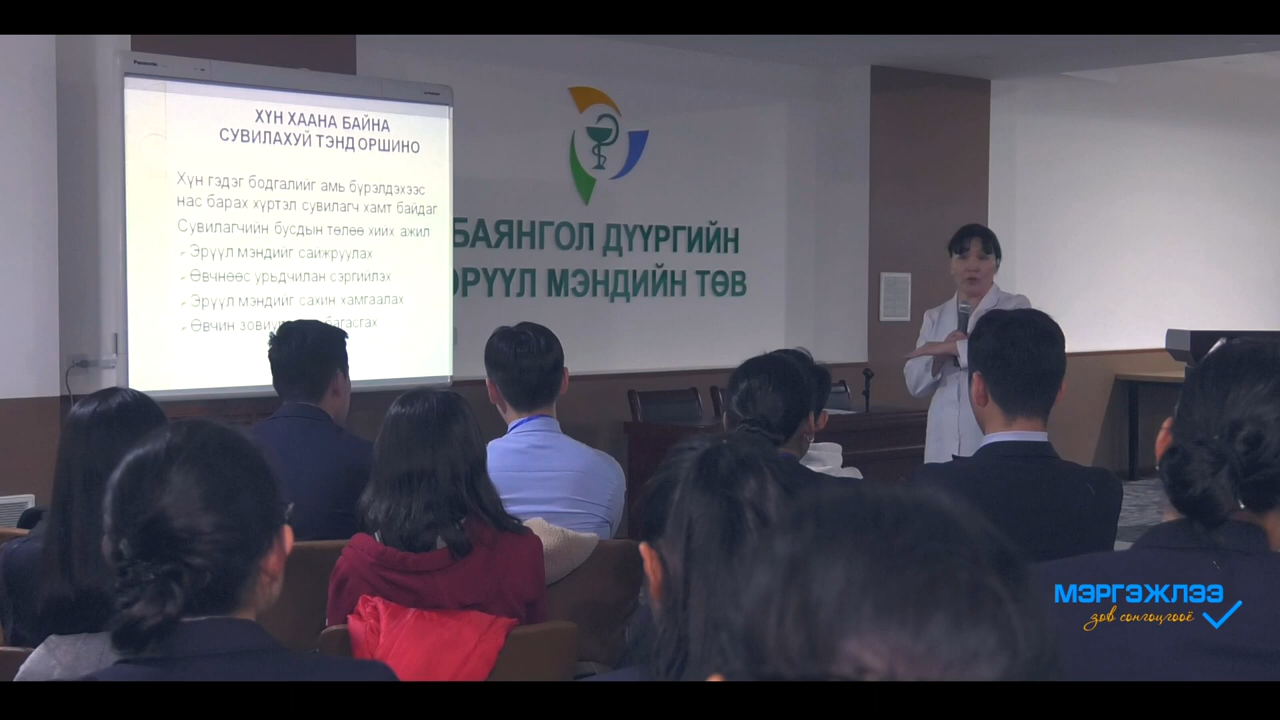 Panasonic
ХҮН ХААНА БАЙНА
СУВИЛАХУЙ ТЭНД ОРШИНО
Хүн гэдэг бодгалийг амь бүрэлдэхээс
нас барах хүртэл сувилагч хамт байдаг
Сувилагчийн бусдын төлөө хийх ажил
Эрүүл мэндийг сайжруулах
Өвчнөөс урьдчилан сэргийлэх
Эрүүл мэндийг сахин хамгаалах
Өвчин багасгах
БАЯНГОЛ ДҮҮРГИЙН
ЭРҮҮЛ МЭНДИЙН ТӨВ
МЭРГЭЖЛЭЭ
зөв сонгоцгооё